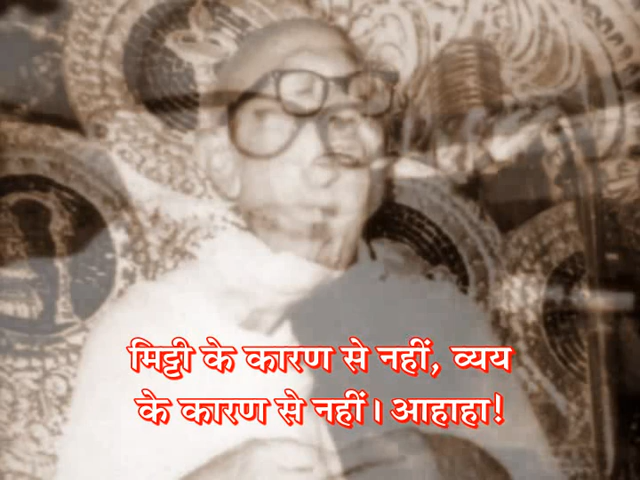 मिट्टी के कारण से नहीं, व्यय
के कारण से नहीं। आहाहा!